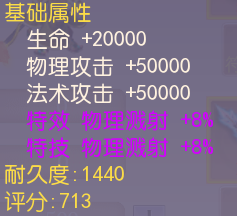 基础属性
生命 +20000
物理攻击 +50000
法术攻击 +50000
特效 物理溅射 +8%
特技 物理溅射 +8%
耐久度:1440
评分:713